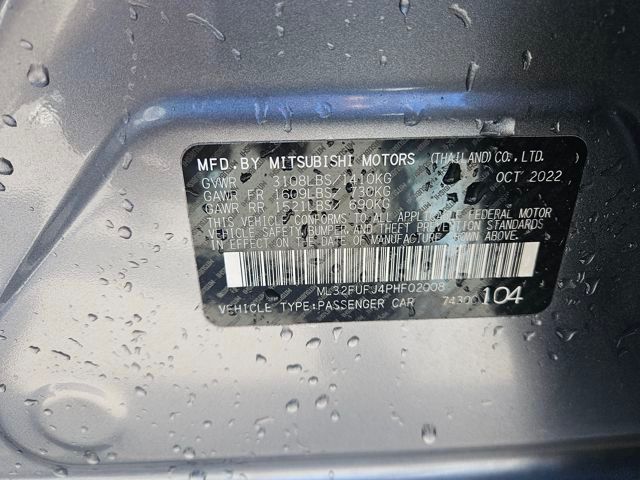 MFD. BY MITSUBISHI MOTORS (THAILAND) CO., LTD.
GVWR 3108LBS/1410KG OCT 2022
GAWR FR 1609LBS/ 730KG
GAWR RR 1521LBS/ 690KG
THIS VEHICLE CONFORMS TO ALL APPLICABLE FEDERAL MOTOR
VEHICLE SAFETY, BUMPER AND THEFT PREVENTION STANDARDS
IN EFFECT ON THE DATE OF MANUFACTURE SHOWN ABOVE.
ML32FUFJ4PHF02008
VEHICLE TYPE:PASSENGER CAR 74300104